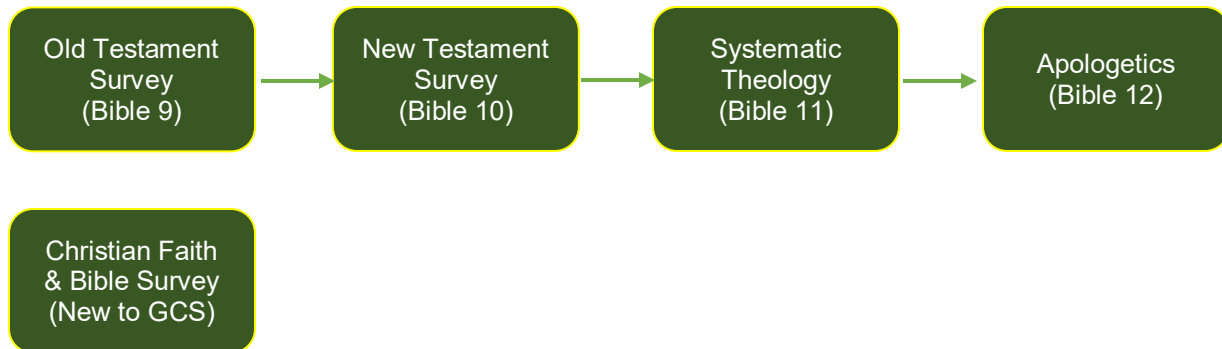 Old Testament
Survey
(Bible 9)
New Testament
Survey
(Bible 10)
Systematic
Theology
(Bible 11)
Apologetics
(Bible 12)
Christian Faith
& Bible Survey
(New to GCS)